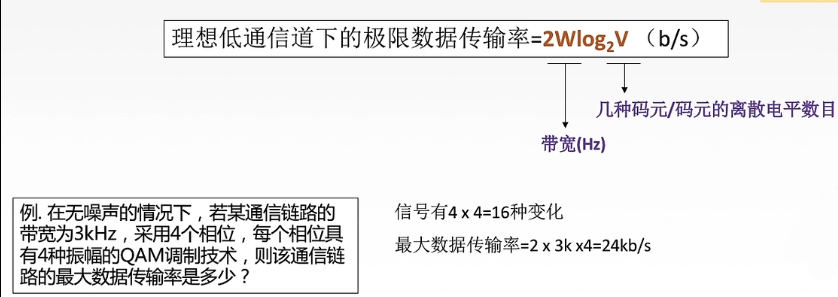 理想低通信道下的极限数据传输率=2Wlog₂V （b/s）
几种码元/码元的离散电平数目
带宽(Hz)
例. 在无噪声的情况下，若某通信链路的
带宽为3kHz，采用4个相位，每个相位具
有4种振幅的QAM调制技术，则该通信链
路的最大数据传输率是多少？
信号有4 x 4=16种变化
最大数据传输率=2 x 3k x4=24kb/s